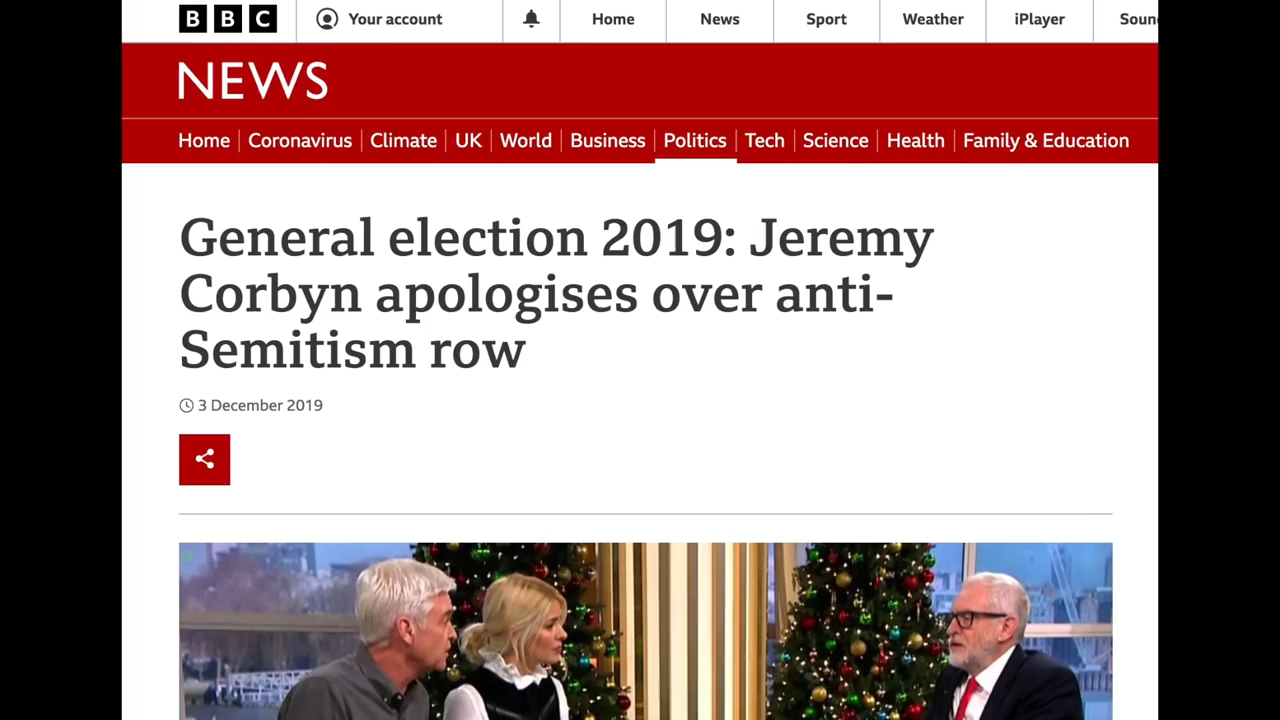 BBC Your account Home News Sport Weather iPlayer Soun
NEWS
Home Coronavirus Climate UK World Business Politics Tech Science Health Family & Education
General election 2019: Jeremy
Corbyn apologises over anti-
Semitism row
3 December 2019